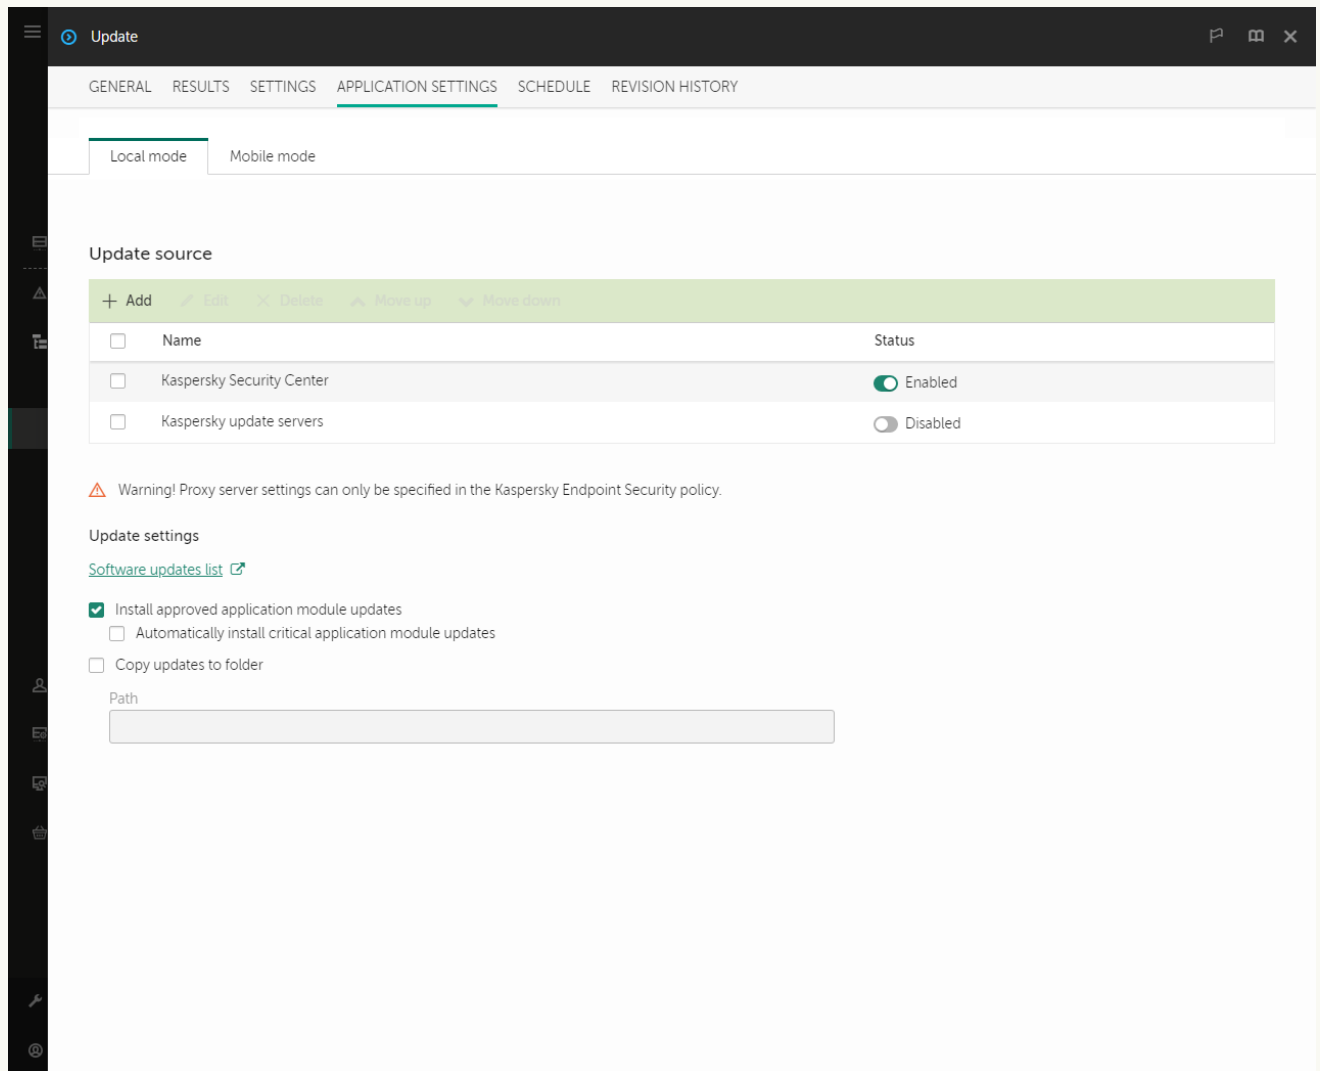 Update
GENERAL RESULTS SETTINGS APPLICATION SETTINGS SCHEDULE REVISION HISTORY
Local mode Mobile mode
Update source
Add Edit Delete Move up Move down
Name Status
Kaspersky Security Center Enabled
Kaspersky update servers Disabled
Warning! Proxy server settings can only be specified in the Kaspersky Endpoint Security policy.
Update settings
Software updates list
Install approved application module updates
Automatically install critical application module updates
Copy updates to folder
Path